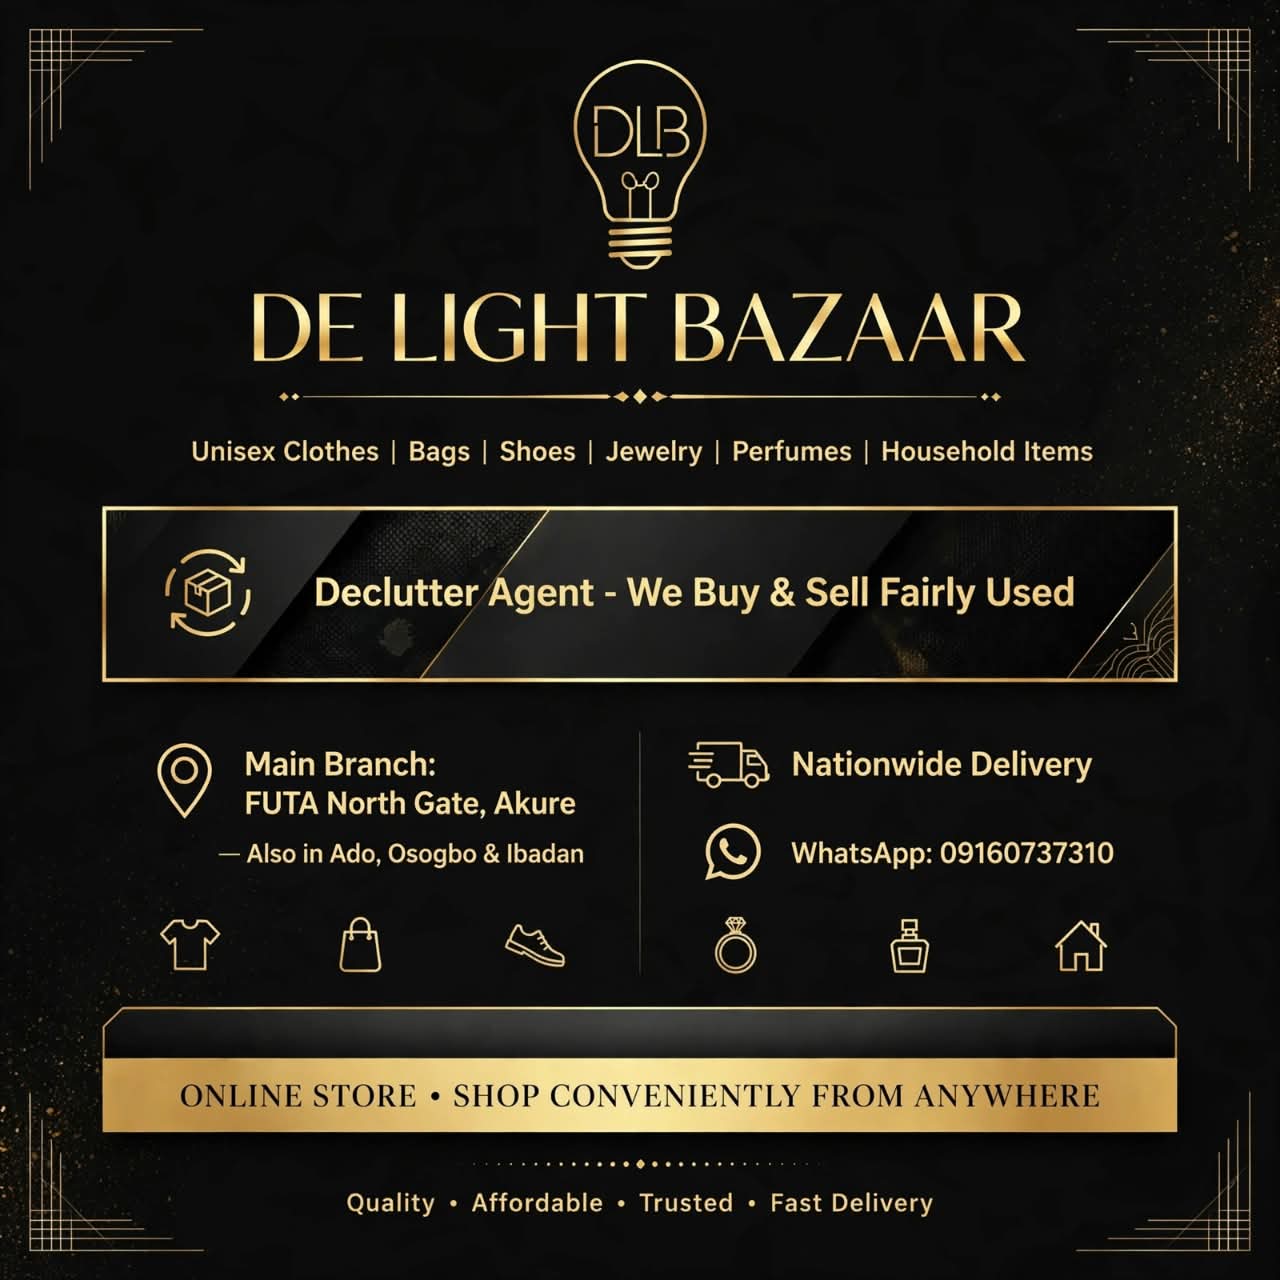 DLB
DE LIGHT BAZAAR
Unisex Clothes | Bags | Shoes | Jewelry | Perfumes | Household Items
Declutter Agent - We Buy & Sell Fairly Used
Main Branch:
FUTA North Gate, Akure
— Also in Ado, Osogbo & Ibadan
Nationwide Delivery
WhatsApp: 09160737310
ONLINE STORE • SHOP CONVENIENTLY FROM ANYWHERE
Quality • Affordable • Trusted • Fast Delivery